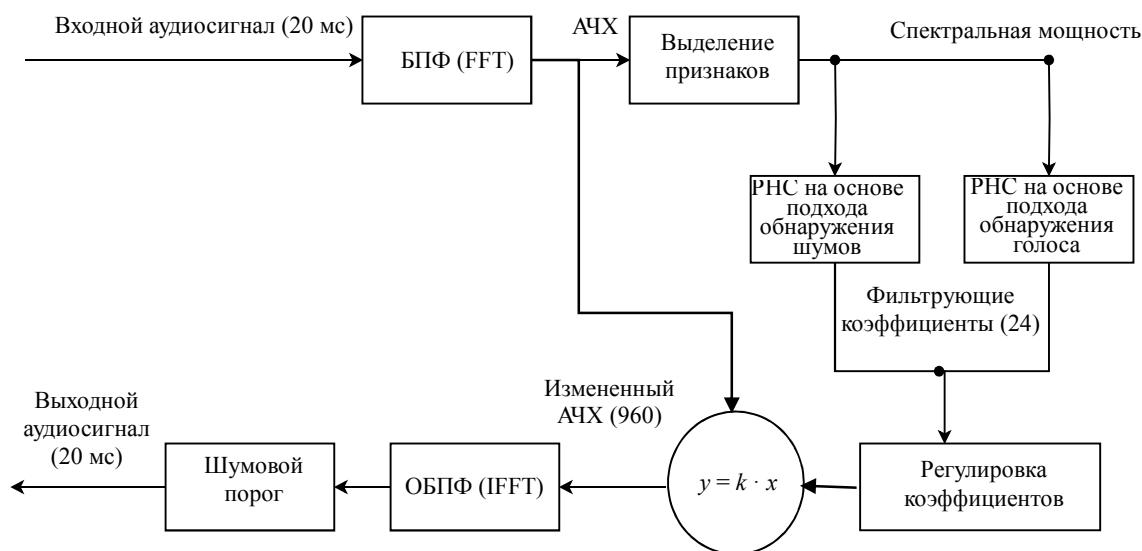 Входной аудиосигнал (20 мс)
БПФ (FFT)
АЧХ
Выделение
признаков
Спектральная мощность
РНС на основе
подхода
обнаружения
шумов
РНС на основе
подхода
обнаружения
голоса
Фильтрующие
коэффициенты (24)
Выходной
аудиосигнал
(20 мс)
Шумовой
порог
ОБПФ (IFFT)
Измененный
АЧХ (960)
y = k · x
Регулировка
коэффициентов